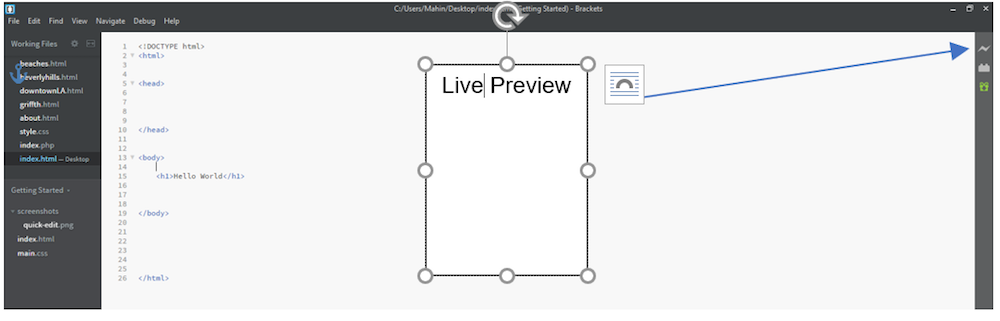 C:/Users/Mahin/Desktop/inde Getting Started) - Brackets
File Edit Find View Navigate Debug Help
Working Files
beaches.html
beverlyhills.html
downtownLA.html
griffth.html
about.html
style.css
index.php
index.html — Desktop
Getting Started
screenshots
quick-edit.png
index.html
main.css
1 <!DOCTYPE html>
2 <html>
3
4
5 <head>
6
7
8
9
10 </head>
11
12
13 <body>
14
15 <h1>Hello World</h1>
16
17
18
19 </body>
20
21
22
23
24
25
26 </html>
Live Preview